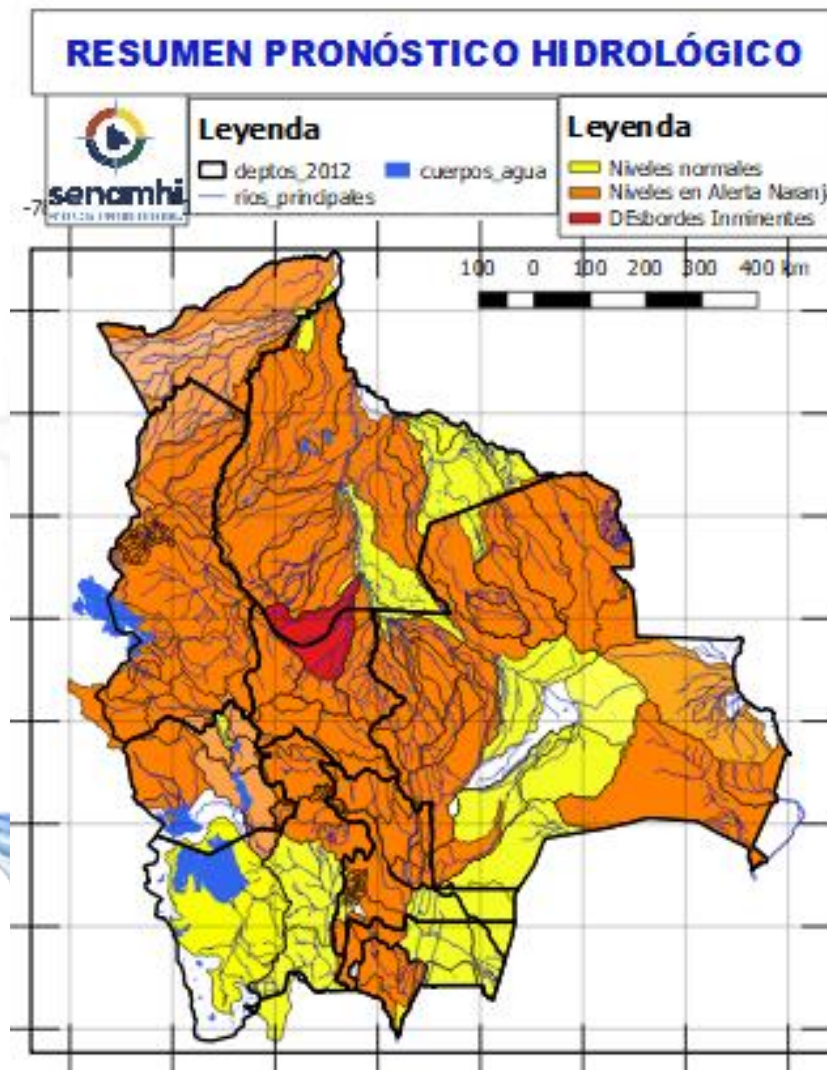 RESUMEN PRONÓSTICO HIDROLÓGICO
senamhi
Leyenda
deptos_2012
cuerpos_agua
rios_principales
Leyenda
Niveles normales
Niveles en Alerta Naranj
DEsbordes Inminentes
100 0 100 200 300 400 km